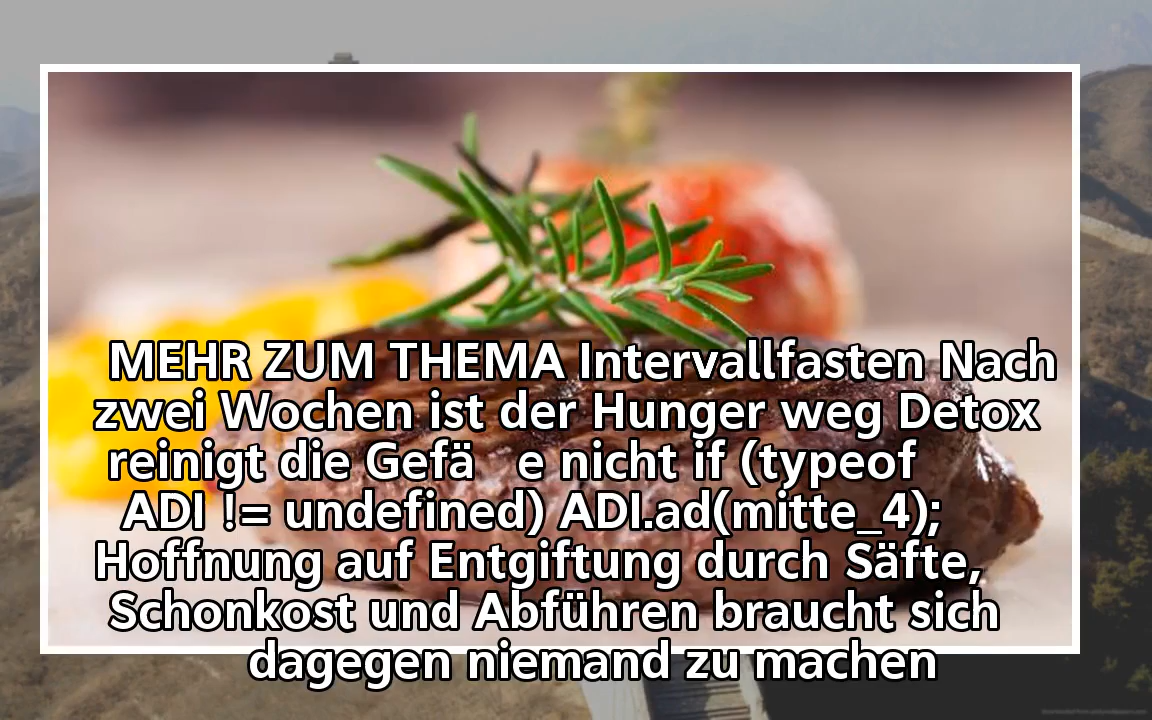 MEHR ZUM THEMA Intervallfasten Nach
zwei Wochen ist der Hunger weg Detox
reinigt die Gefä e nicht if (typeof
ADI != undefined) ADI.ad(mitte_4);
Hoffnung auf Entgiftung durch Säfte,
Schonkost und Abführen braucht sich
dagegen niemand zu machen